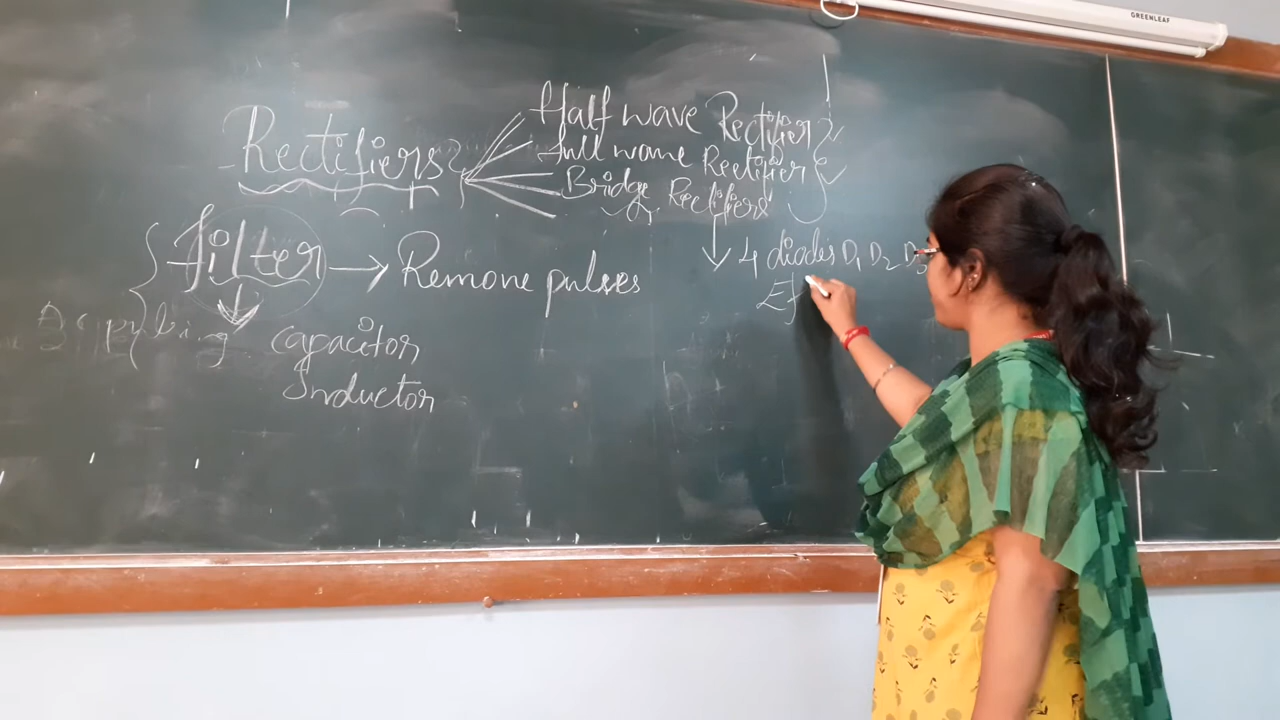 GREENLEAF
Half wave Rectifier
Rectifiers
full wave Rectifier
Bridge Rectifiers
filter → Remove pulses
↓ 4 diodes D1 D2 D3
Ef
capacitor
Inductor